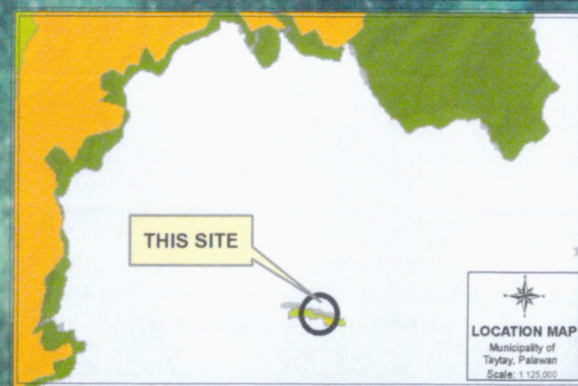 THIS SITE
LOCATION MAP
Municipality of
Taytay, Palawan
Scale: 1:125,000